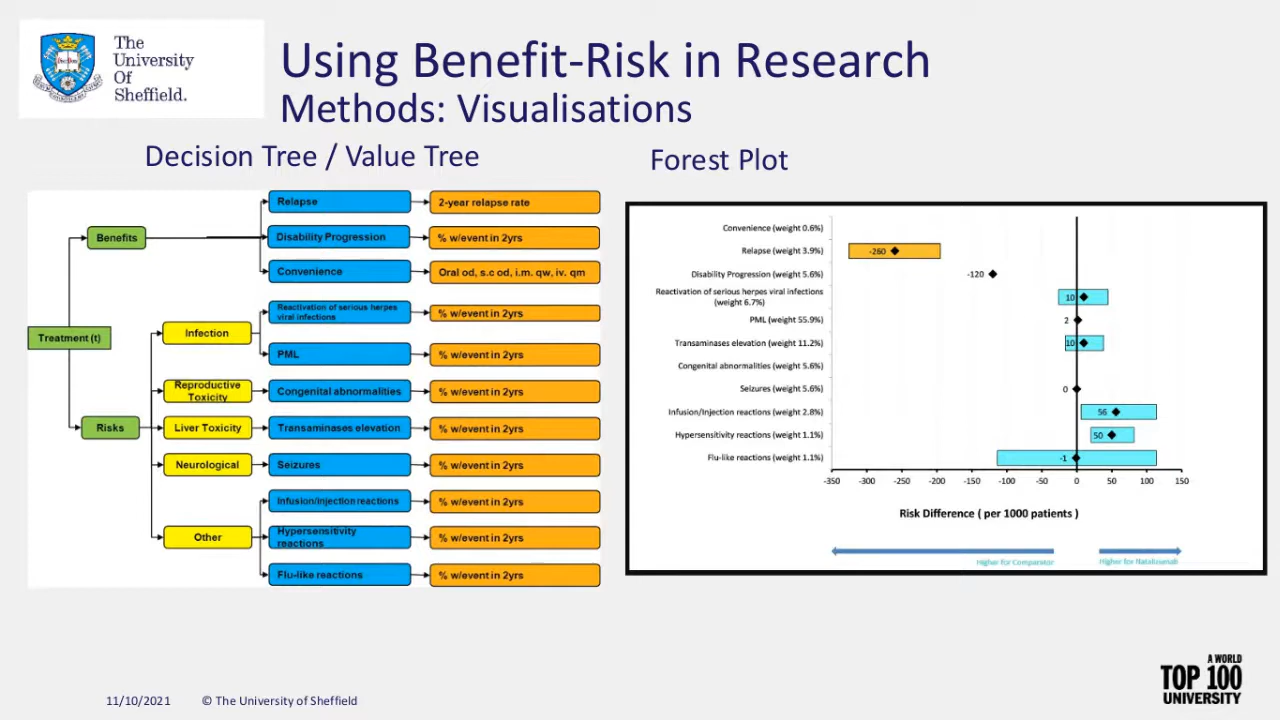 The
University
Of
Sheffield.
Using Benefit-Risk in Research
Methods: Visualisations
Decision Tree / Value Tree
Forest Plot
Treatment (t)
Benefits
Relapse
2-year relapse rate
Disability Progression
% w/event in 2yrs
Convenience
Oral od, s.c od, i.m. qw, iv. qm
Risks
Infection
Reactivation of serious herpes
viral infections
% w/event in 2yrs
PML
% w/event in 2yrs
Reproductive
Toxicity
Congenital abnormalities
% w/event in 2yrs
Liver Toxicity
Transaminases elevation
% w/event in 2yrs
Neurological
Seizures
% w/event in 2yrs
Other
Infusion/Injection reactions
% w/event in 2yrs
Hypersensitivity
reactions
% w/event in 2yrs
Flu-like reactions
% w/event in 2yrs
Convenience (weight 0.6%)
Relapse (weight 3.9%)
-260
Disability Progression (weight 5.6%)
-120
Reactivation of serious herpes viral infections
(weight 6.7%)
10
PML (weight 55.9%)
2
Transaminases elevation (weight 11.2%)
10
Congenital abnormalities (weight 5.6%)
Seizures (weight 5.6%)
0
Infusion/Injection reactions (weight 2.8%)
56
Hypersensitivity reactions (weight 1.1%)
50
Flu-like reactions (weight 1.1%)
-1
-350 -300 -250 -200 -150 -100 -50 0 50 100 150
Risk Difference ( per 1000 patients )
Higher for Comparator
Higher for Natalizumab
11/10/2021
© The University of Sheffield
A WORLD
TOP 100
UNIVERSITY